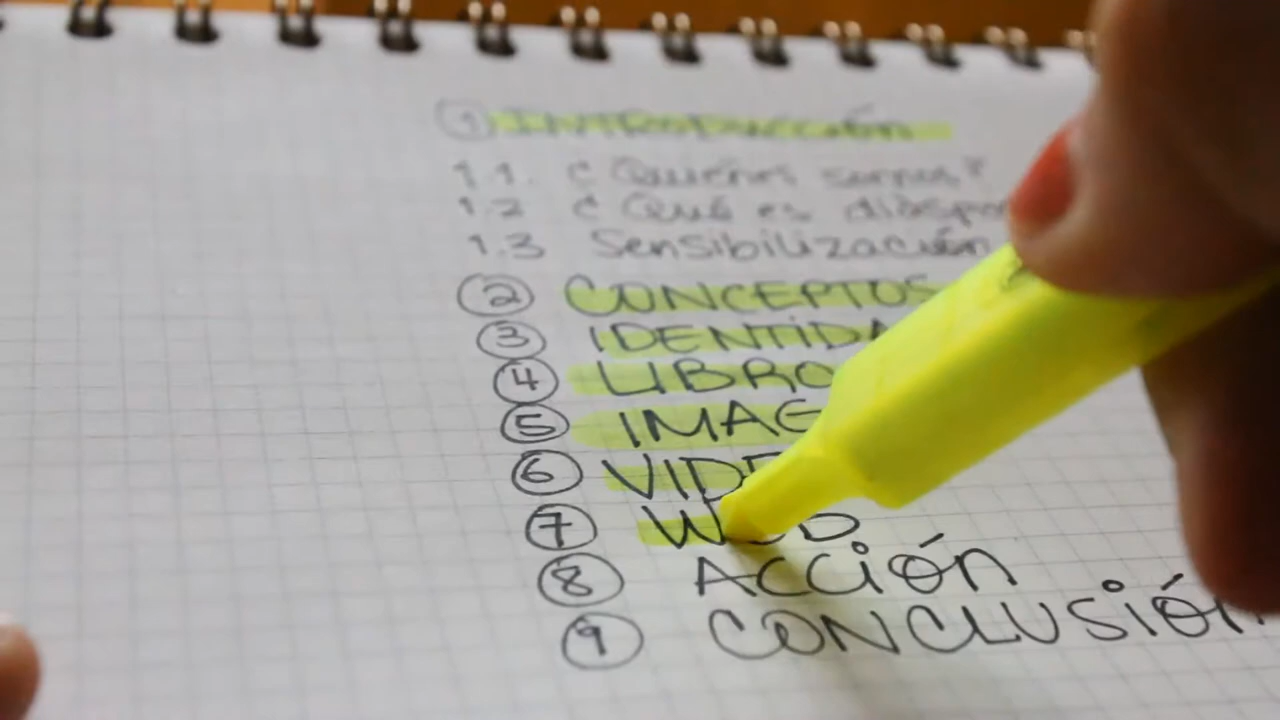 1 INTRODUCCIÓN
1.1. ¿Quiénes somos?
1.2 ¿Qué es
1.3 Sensibilización
2 CONCEPTOS
3 IDENTIDA
4 LIBRO
5 IMAG
6 VIDE
7 W
8 ACCIÓN
9 CONCLUSIÓN